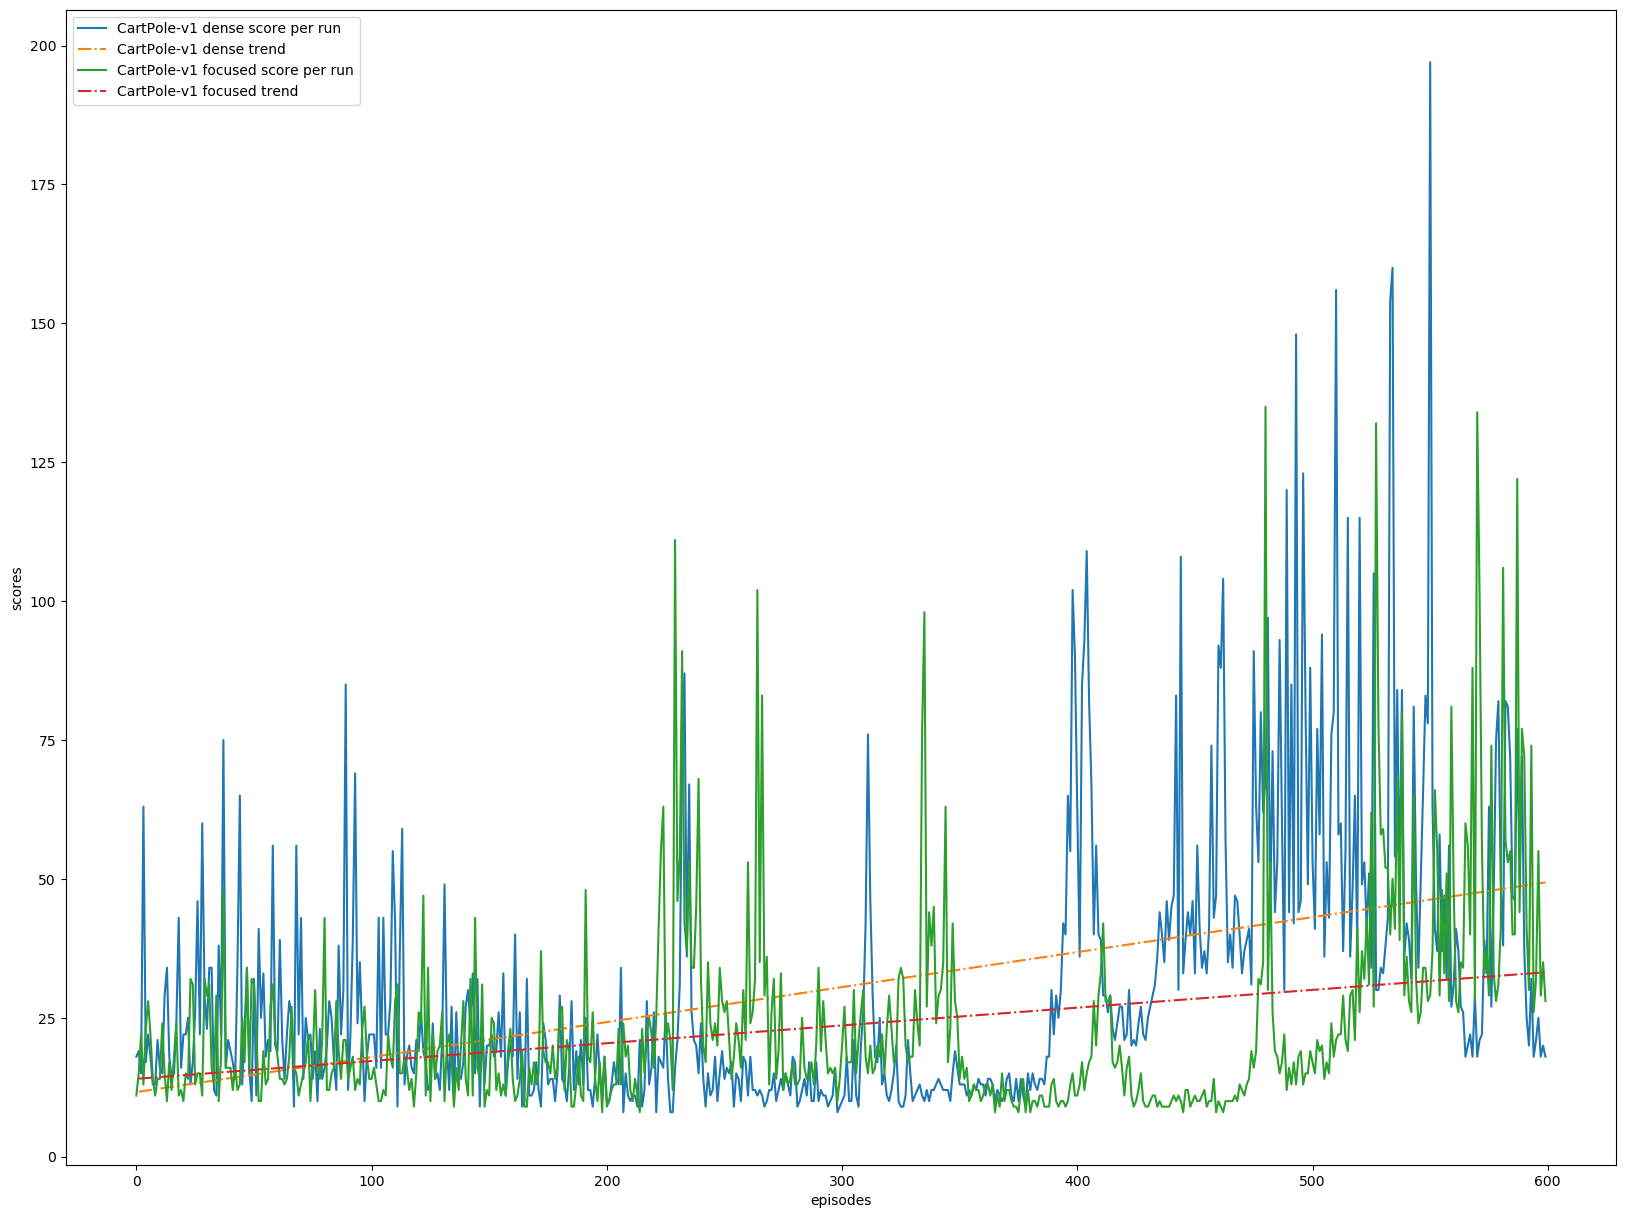 CartPole-v1 dense score per run
CartPole-v1 dense trend
CartPole-v1 focused score per run
CartPole-v1 focused trend
200
175
150
125
100
75
50
25
0
scores
0 100 200 300 400 500 600
episodes